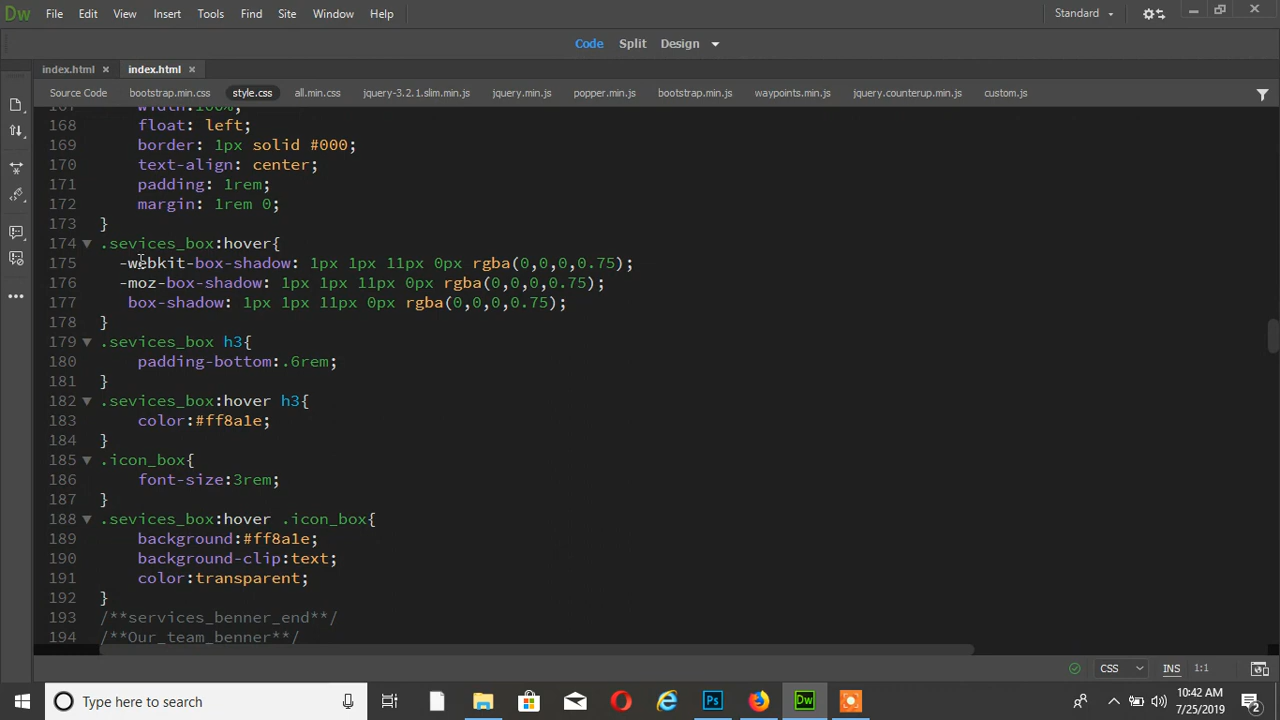 Dw File Edit View Insert Tools Find Site Window Help Standard
Code Split Design
index.html × index.html ×
Source Code bootstrap.min.css style.css all.min.css jquery-3.2.1.slim.min.js jquery.min.js popper.min.js bootstrap.min.js waypoints.min.js jquery.counterup.min.js custom.js
167 width:100%;
168 float: left;
169 border: 1px solid #000;
170 text-align: center;
171 padding: 1rem;
172 margin: 1rem 0;
173 }
174 .sevices_box:hover{
175 -webkit-box-shadow: 1px 1px 11px 0px rgba(0,0,0,0.75);
176 -moz-box-shadow: 1px 1px 11px 0px rgba(0,0,0,0.75);
177 box-shadow: 1px 1px 11px 0px rgba(0,0,0,0.75);
178 }
179 .sevices_box h3{
180 padding-bottom:.6rem;
181 }
182 .sevices_box:hover h3{
183 color:#ff8a1e;
184 }
185 .icon_box{
186 font-size:3rem;
187 }
188 .sevices_box:hover .icon_box{
189 background:#ff8a1e;
190 background-clip:text;
191 color:transparent;
192 }
193 /**services_benner_end**/
194 /**Our_team_benner**/
CSS INS 1:1
Type here to search Ps Dw 10:42 AM
7/25/2019 2